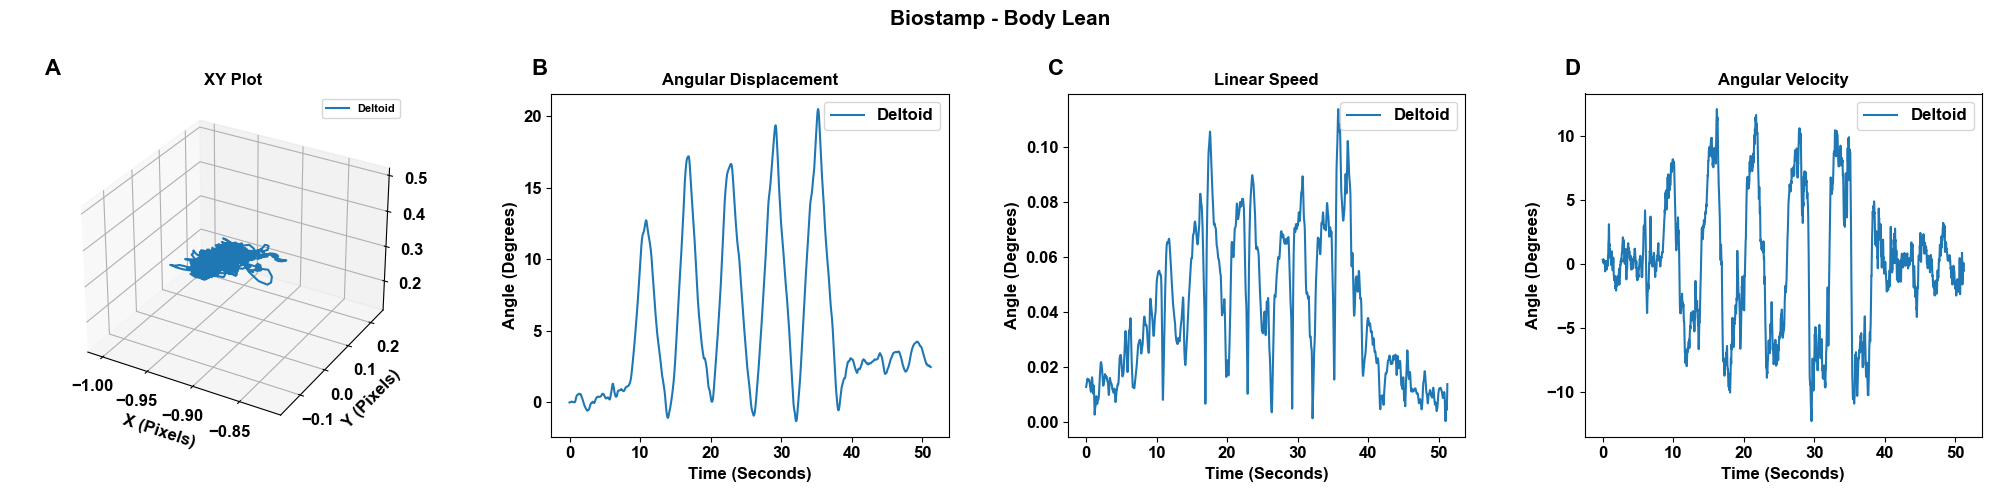 Biostamp - Body Lean
A
XY Plot
Deltoid
0.5
0.4
0.3
0.2
0.2
0.1
0.0
−0.1
Y (Pixels)
−1.00
−0.95
−0.90
−0.85
X (Pixels)
B
Angular Displacement
Deltoid
20
15
10
5
0
Angle (Degrees)
0 10 20 30 40 50
Time (Seconds)
C
Linear Speed
Deltoid
0.10
0.08
0.06
0.04
0.02
0.00
Angle (Degrees)
0 10 20 30 40 50
Time (Seconds)
D
Angular Velocity
Deltoid
10
5
0
−5
−10
Angle (Degrees)
0 10 20 30 40 50
Time (Seconds)